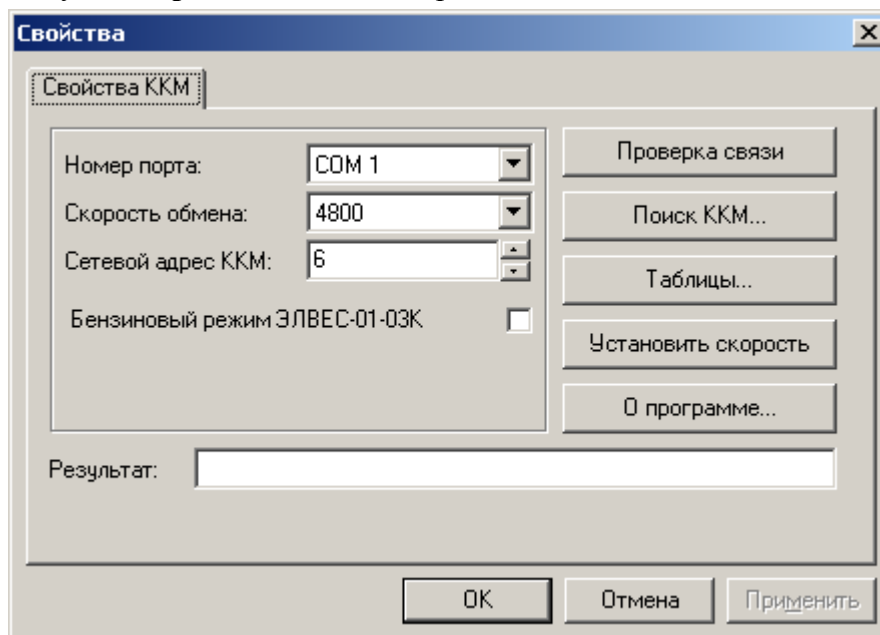 Свойства
Свойства ККМ
Номер порта: COM 1
Скорость обмена: 4800
Сетевой адрес ККМ: 6
Бензиновый режим ЭЛВЕС-01-03К
Проверка связи
Поиск ККМ...
Таблицы...
Установить скорость
О программе...
Результат:
OK
Отмена
Применить